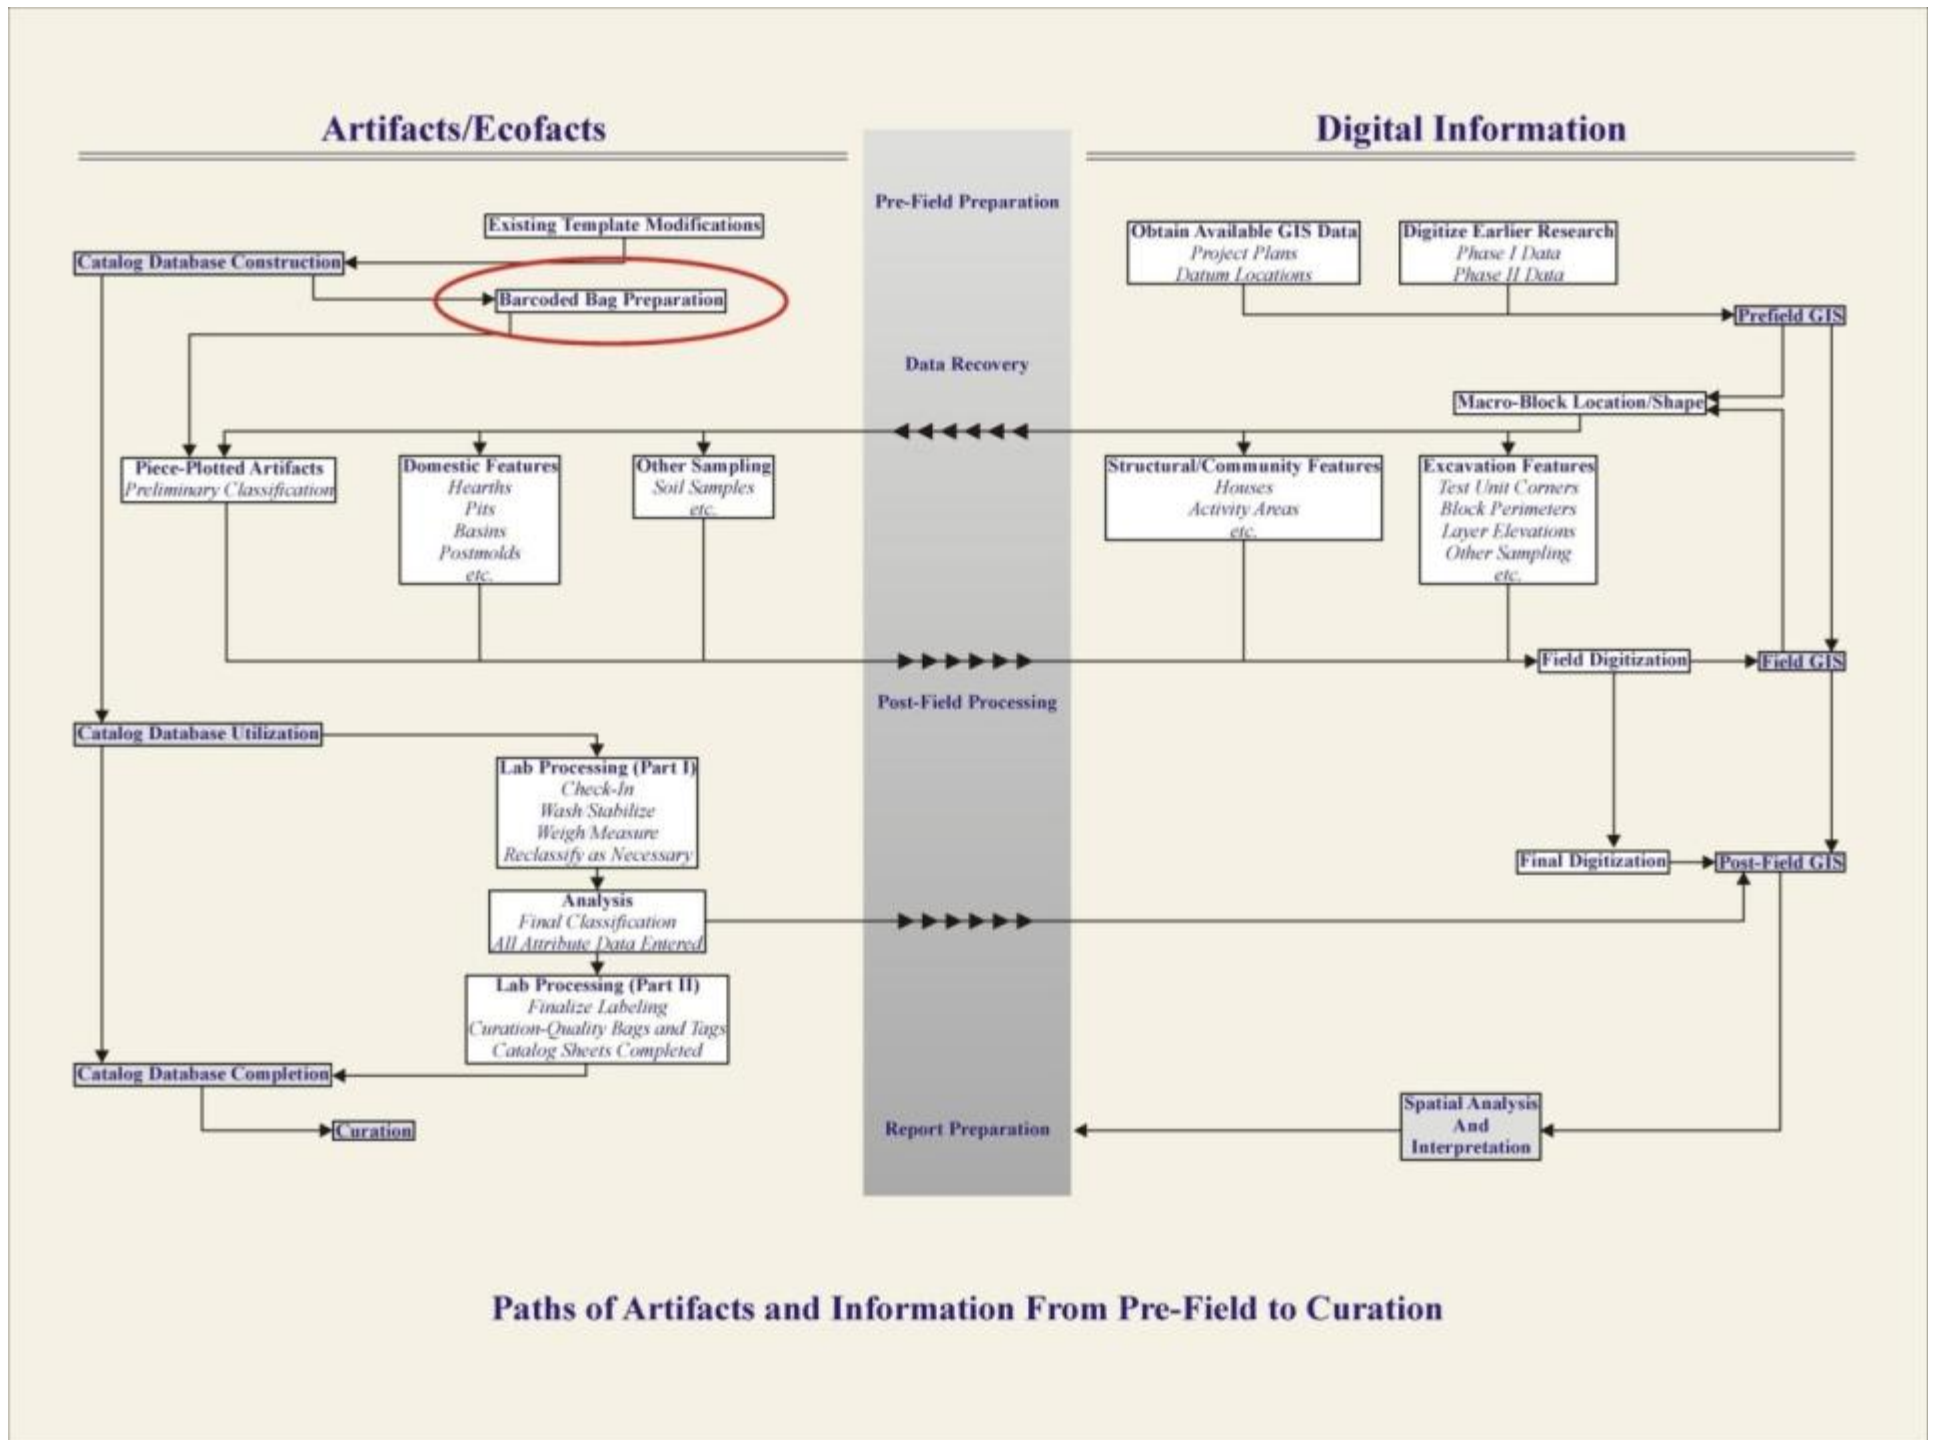 Artifacts/Ecofacts
Digital Information
Pre-Field Preparation
Existing Template Modifications
Catalog Database Construction
Barcoded Bag Preparation
Obtain Available GIS Data
Project Plans
Datum Locations
Digitize Earlier Research
Phase I Data
Phase II Data
Prefield GIS
Data Recovery
Macro-Block Location/Shape
Piece-Plotted Artifacts
Preliminary Classification
Domestic Features
Hearths
Pits
Basins
Postmolds
etc.
Other Sampling
Soil Samples
etc.
Structural/Community Features
Houses
Activity Areas
etc.
Excavation Features
Test Unit Corners
Block Perimeters
Layer Elevations
Other Sampling
etc.
Field Digitization
Field GIS
Post-Field Processing
Catalog Database Utilization
Lab Processing (Part I)
Check-In
Wash/Stabilize
Weigh/Measure
Reclassify as Necessary
Analysis
Final Classification
All Attribute Data Entered
Lab Processing (Part II)
Finalize Labeling
Curation-Quality Bags and Tags
Catalog Sheets Completed
Final Digitization
Post-Field GIS
Catalog Database Completion
Curation
Report Preparation
Spatial Analysis
And
Interpretation
Paths of Artifacts and Information From Pre-Field to Curation